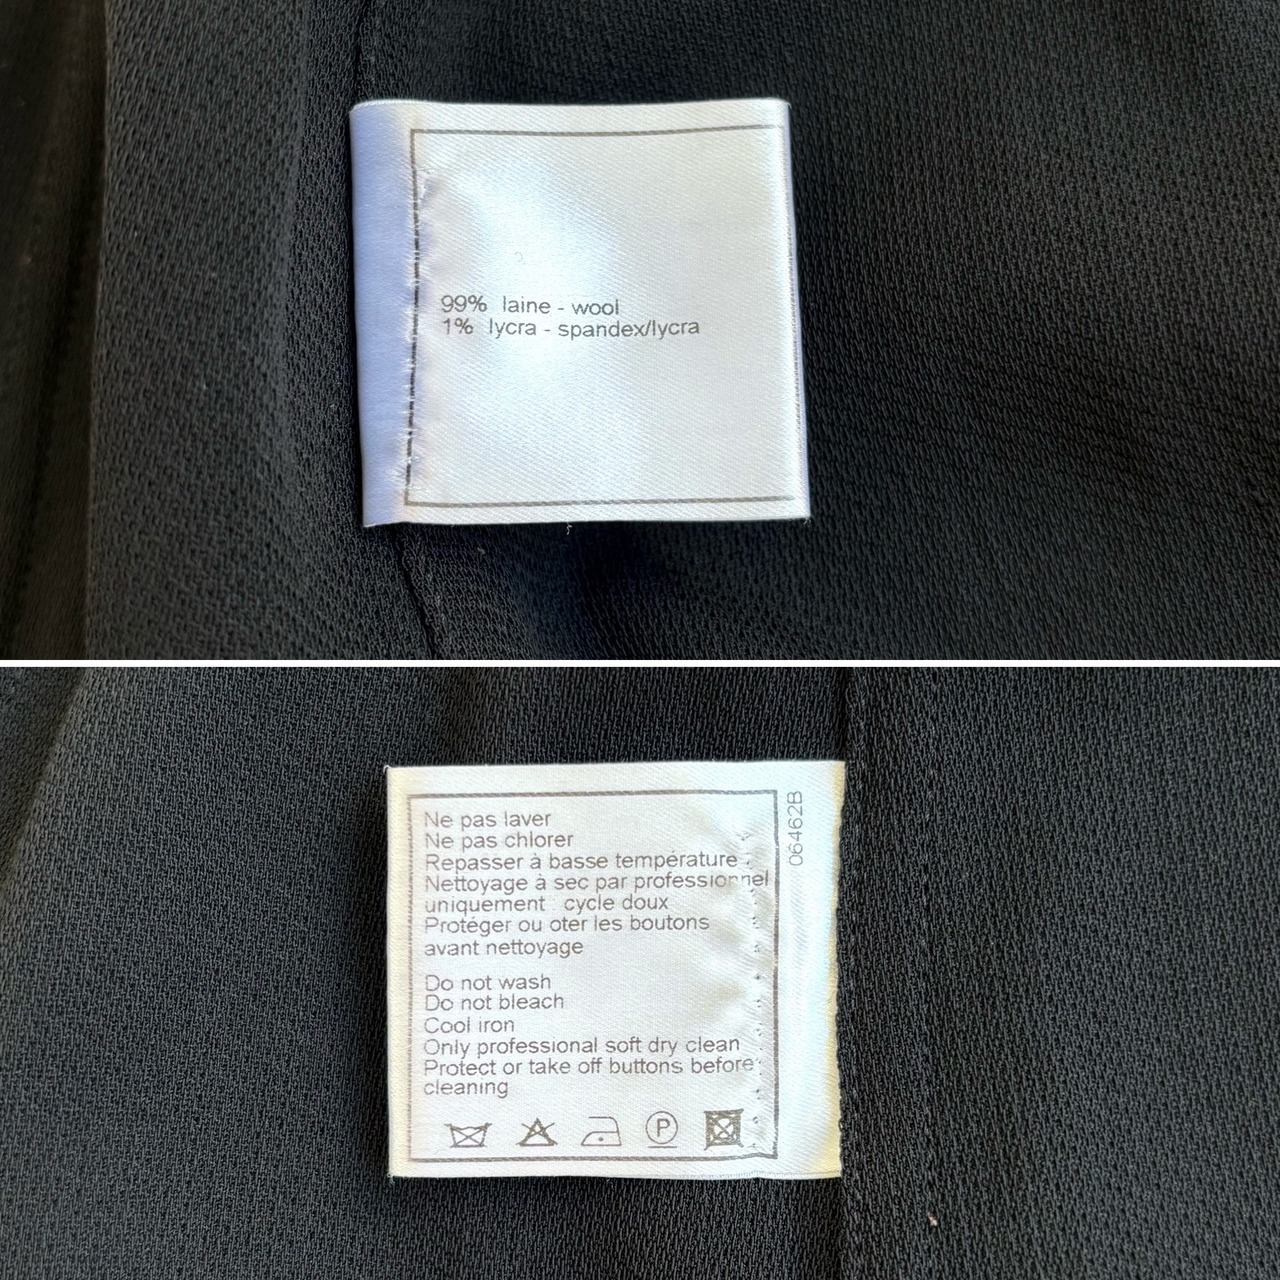 99% laine - wool
1% lycra - spandex/lycra
Ne pas laver
Ne pas chlorer
Repasser à basse température
Nettoyage à sec par professionnel
uniquement cycle doux
Protéger ou oter les boutons
avant nettoyage
Do not wash
Do not bleach
Cool iron
Only professional soft dry clean
Protect or take off buttons before
cleaning
P
06462B